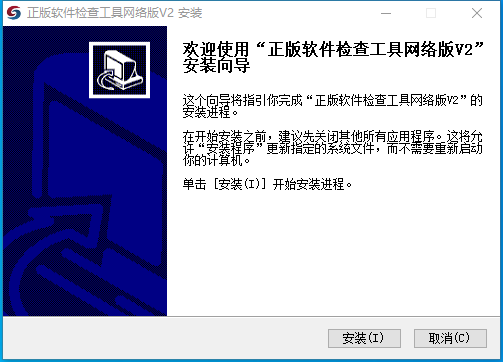 正版软件检查工具网络版V2 安装
欢迎使用“正版软件检查工具网络版V2”
安装向导
这个向导将指引你完成“正版软件检查工具网络版V2”的
安装进程。
在开始安装之前，建议先关闭其他所有应用程序。这将允
许“安装程序”更新指定的系统文件，而不需要重新启动
你的计算机。
单击 [安装(I)] 开始安装进程。
安装(I)
取消(C)